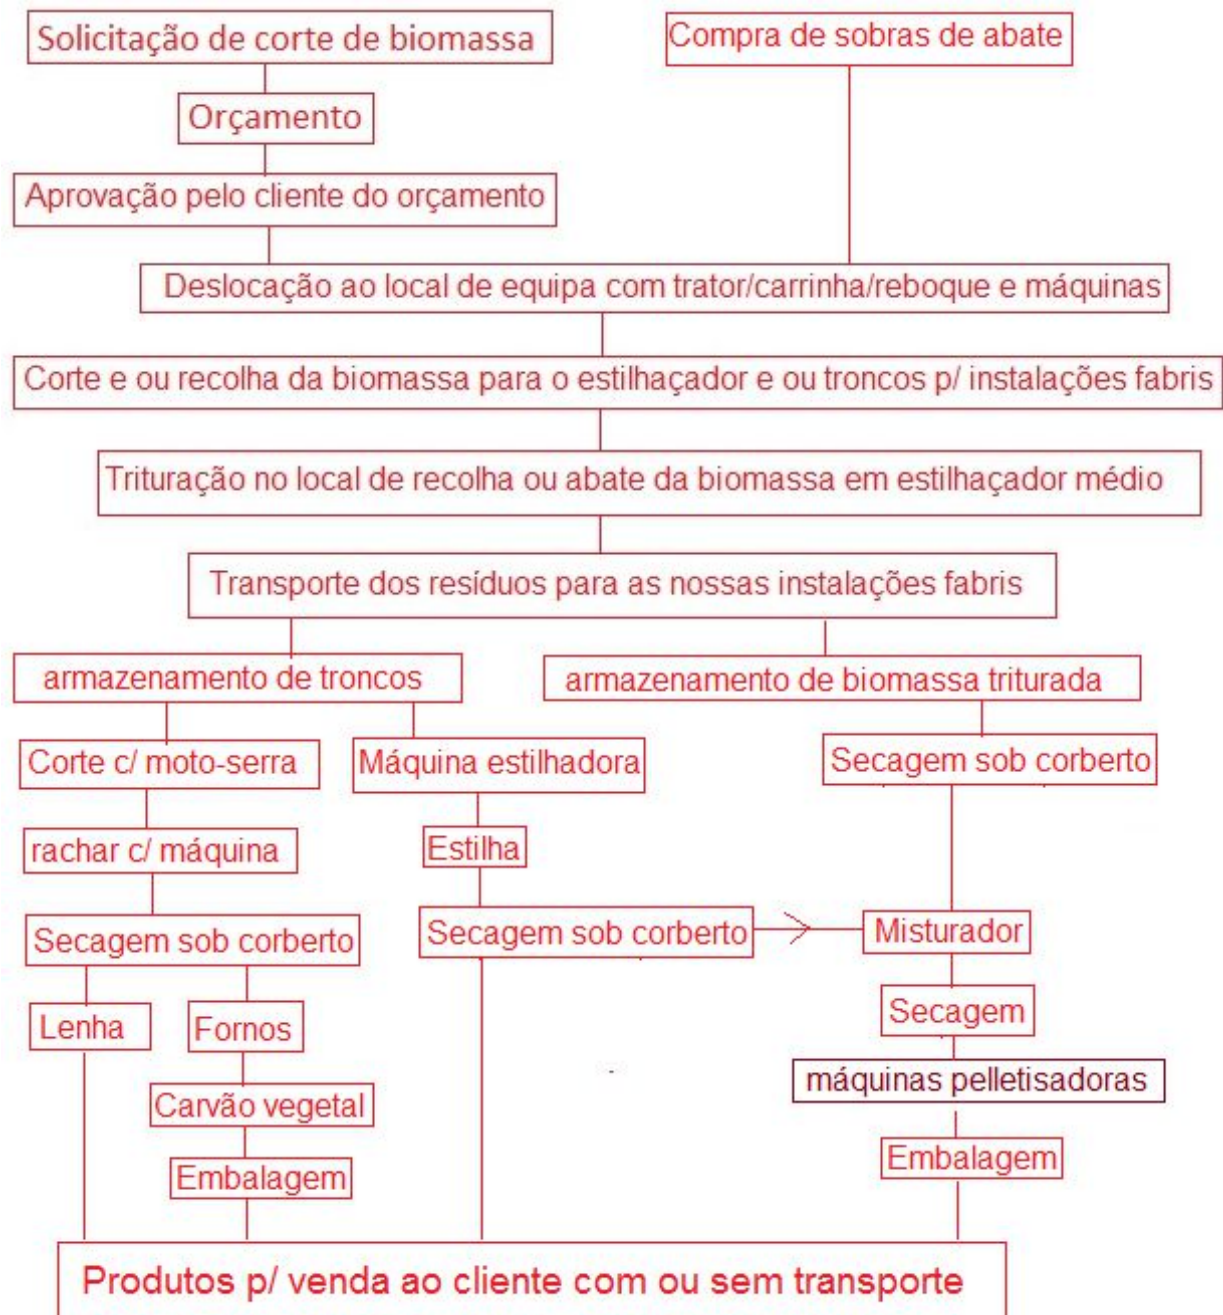 Solicitação de corte de biomassa
Compra de sobras de abate
Orçamento
Aprovação pelo cliente do orçamento
Deslocação ao local de equipa com trator/carrinha/reboque e máquinas
Corte e ou recolha da biomassa para o estilhaçador e ou troncos p/ instalações fabris
Trituração no local de recolha ou abate da biomassa em estilhaçador médio
Transporte dos resíduos para as nossas instalações fabris
armazenamento de troncos
armazenamento de biomassa triturada
Corte c/ moto-serra
Máquina estilhadora
Secagem sob corberto
rachar c/ máquina
Estilha
Secagem sob corberto
Secagem sob corberto
Misturador
Lenha
Fornos
Secagem
Carvão vegetal
máquinas pelletisadoras
Embalagem
Embalagem
Produtos p/ venda ao cliente com ou sem transporte